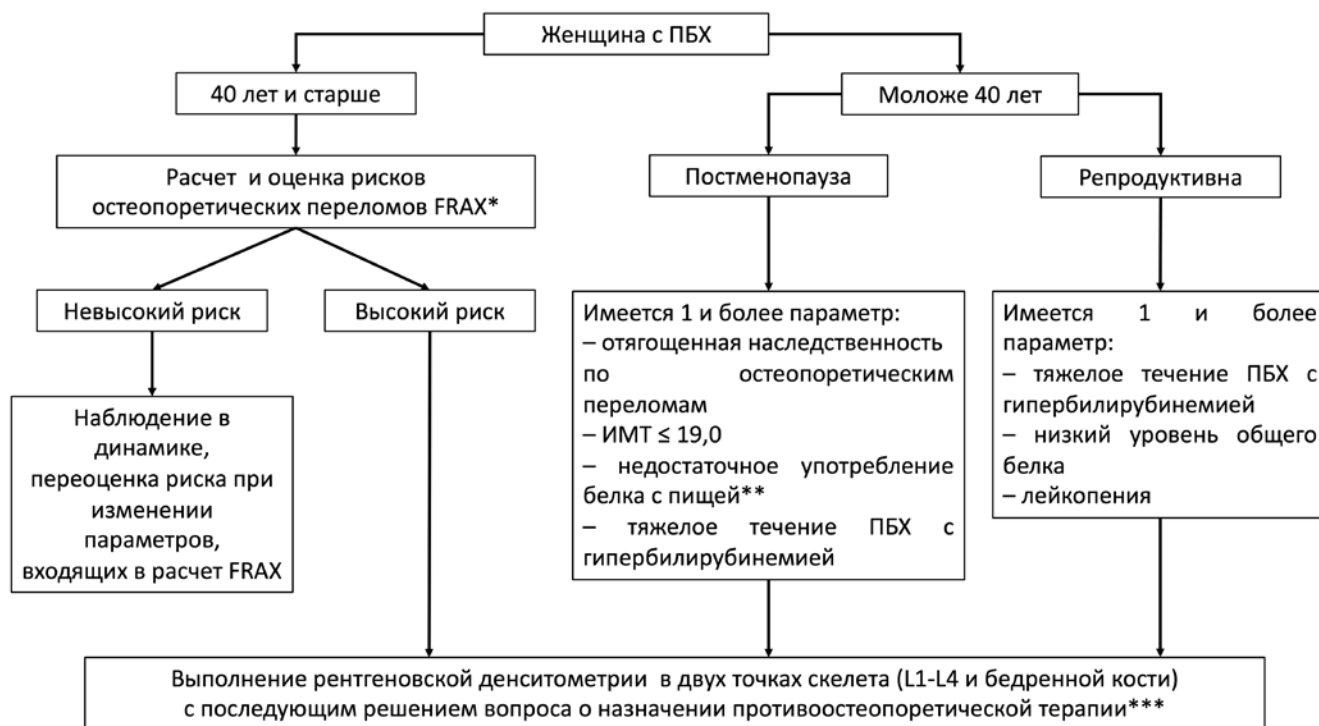 Женщина с ПБХ
40 лет и старше
Моложе 40 лет
Расчет и оценка рисков
остеопоретических переломов FRAX*
Постменопауза
Репродуктивна
Невысокий риск
Высокий риск
Наблюдение в
динамике,
переоценка риска при
изменении
параметров,
входящих в расчет FRAX
Имеется 1 и более параметр:
– отягощенная наследственность
по остеопоретическим
переломам
– ИМТ ≤ 19,0
– недостаточное употребление
белка с пищей**
– тяжелое течение ПБХ с
гипербилирубинемией
Имеется 1 и более
параметр:
– тяжелое течение ПБХ с
гипербилирубинемией
– низкий уровень общего
белка
– лейкопения
Выполнение рентгеновской денситометрии в двух точках скелета (L1-L4 и бедренной кости)
с последующим решением вопроса о назначении противоостеопоретической терапии***